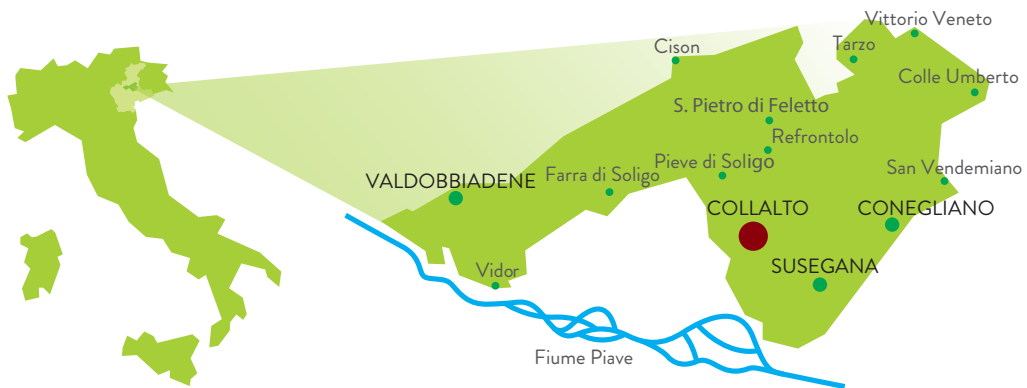 Vittorio Veneto
Cison
Tarzo
Colle Umberto
S. Pietro di Feletto
Refrontolo
Pieve di Soligo
San Vendemiano
Farra di Soligo
VALDOBBIADENE
COLLALTO
CONEGLIANO
SUSEGANA
Vidor
Fiume Piave